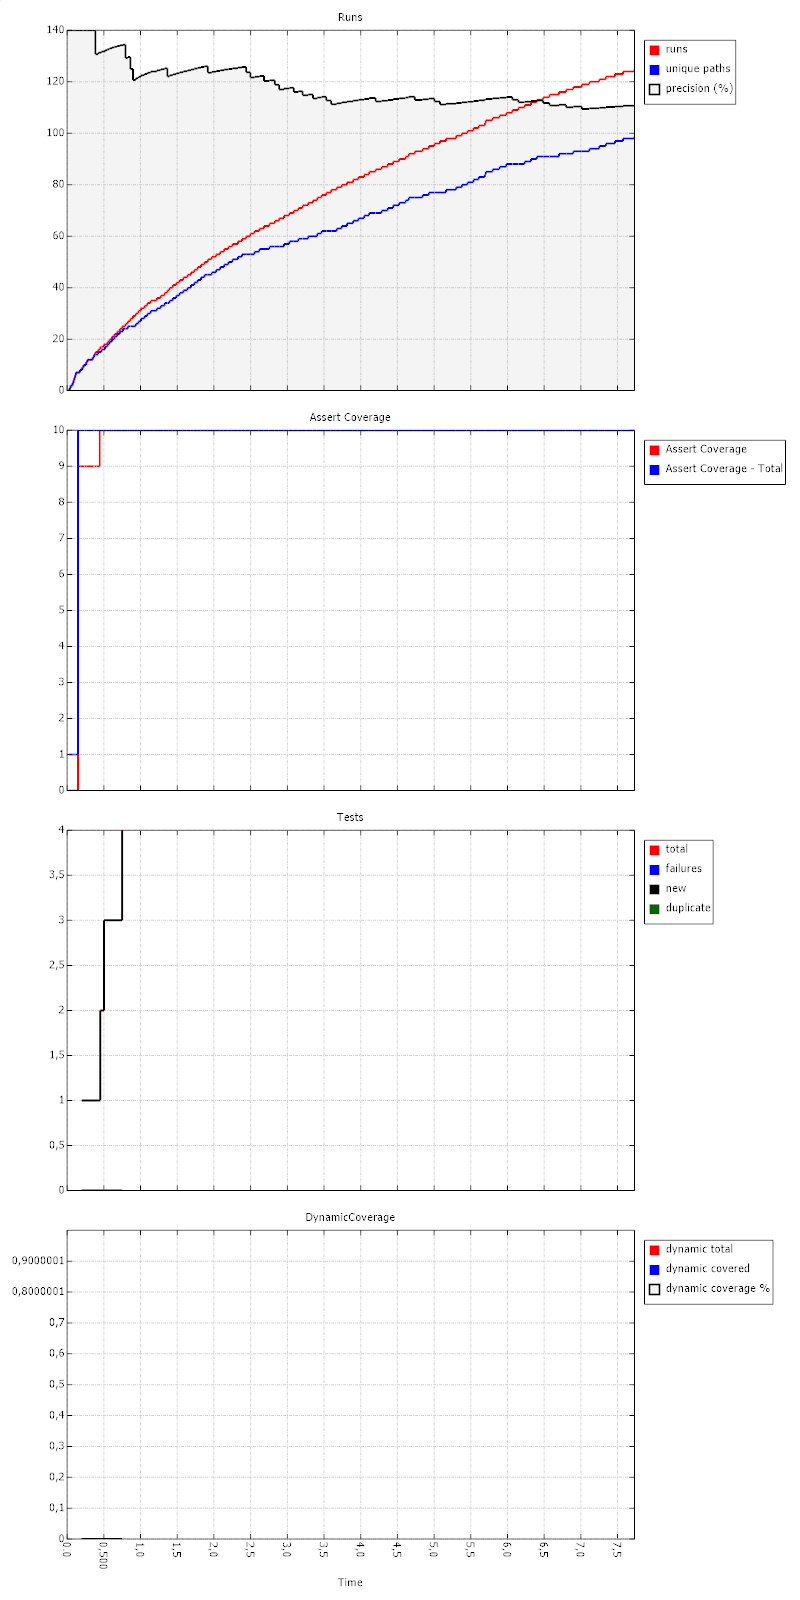 Runs
140
120
100
80
60
40
20
0
runs
unique paths
precision (%)
Assert Coverage
10
9
8
7
6
5
4
3
2
1
0
Assert Coverage
Assert Coverage - Total
Tests
4
3,5
3
2,5
2
1,5
1
0,5
0
total
failures
new
duplicate
DynamicCoverage
0,9000001
0,8000001
0,7
0,6
0,5
0,4
0,3
0,2
0,1
0
dynamic total
dynamic covered
dynamic coverage %
0.0 0,500 1,0 1,5 2,0 2,5 3,0 3,5 4,0 4,5 5,0 5,5 6,0 6,5 7,0 7,5
Time